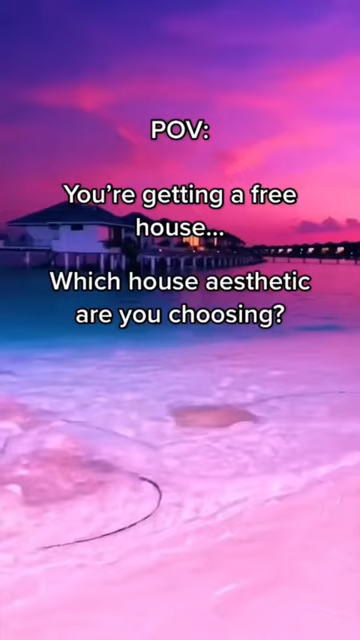 POV:
You’re getting a free
house...
Which house aesthetic
are you choosing?